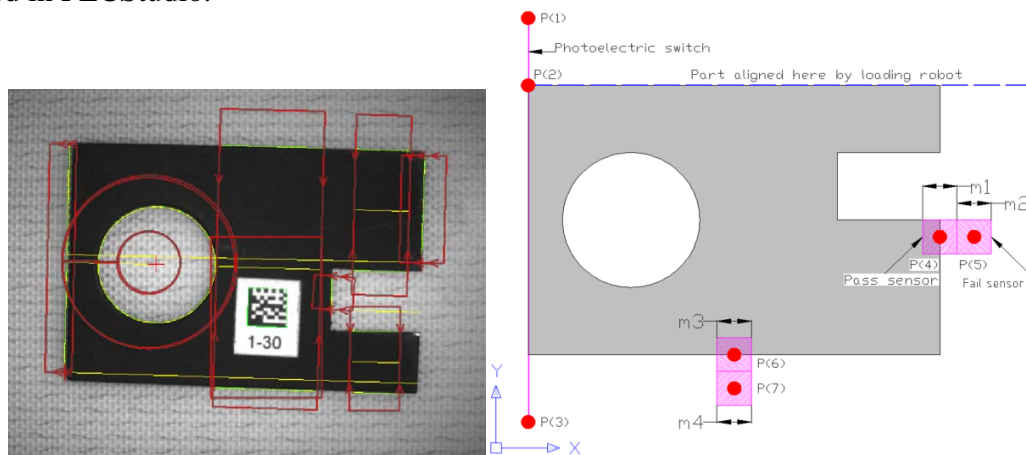 P(1)
Photoelectric switch
P(2)
Part aligned here by loading robot
m1
m2
P(4)
P(5)
Pass sensor
Fail sensor
1-30
m3
P(6)
P(7)
m4
P(3)
Y
X